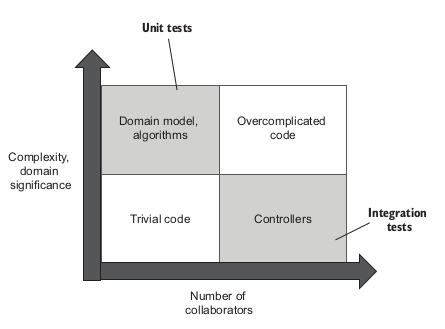 Unit tests
Domain model,
algorithms
Overcomplicated
code
Complexity,
domain
significance
Trivial code
Controllers
Integration
tests
Number of
collaborators